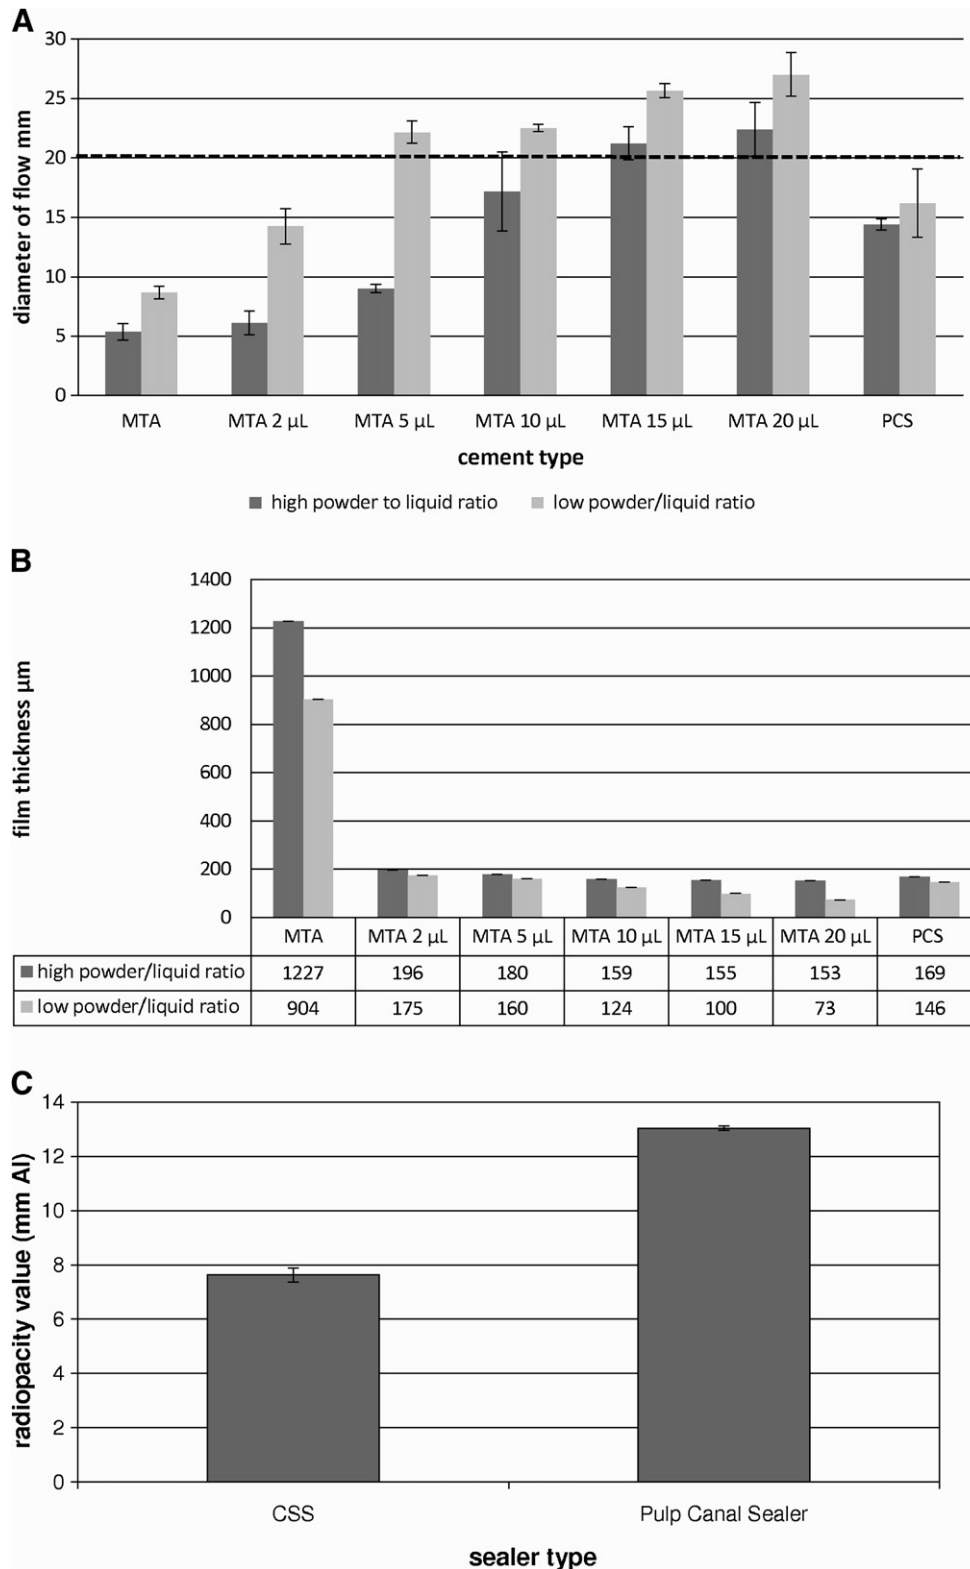 A
diameter of flow mm
30
25
20
15
10
5
0
MTA MTA 2 µL MTA 5 µL MTA 10 µL MTA 15 µL MTA 20 µL PCS
cement type
high powder to liquid ratio low powder/liquid ratio
B
film thickness µm
1400
1200
1000
800
600
400
200
0
MTA MTA 2 µL MTA 5 µL MTA 10 µL MTA 15 µL MTA 20 µL PCS
high powder/liquid ratio 1227 196 180 159 155 153 169
low powder/liquid ratio 904 175 160 124 100 73 146
C
radiopacity value (mm Al)
14
12
10
8
6
4
2
0
CSS Pulp Canal Sealer
sealer type